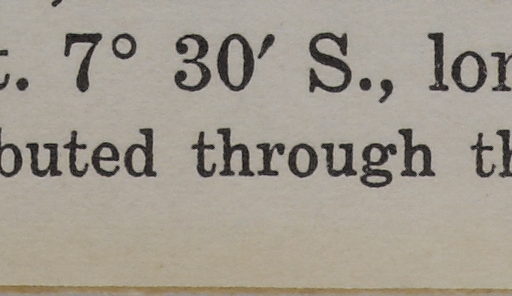 t. 7° 30′ S., lon
buted through th